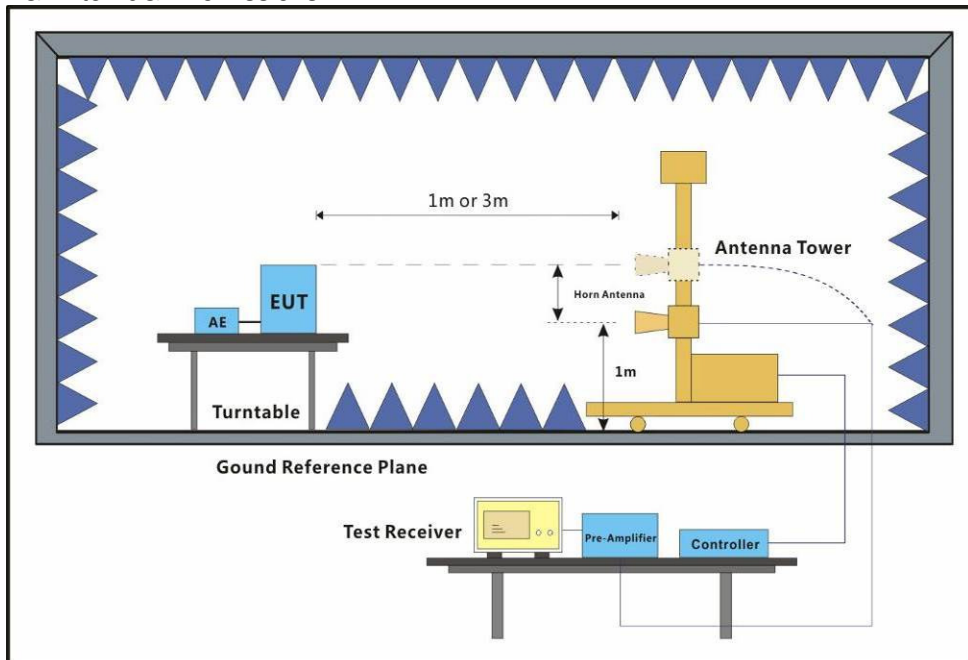 1m or 3m
Antenna Tower
EUT
Horn Antenna
AE
1m
Turntable
Gound Reference Plane
Test Receiver
Pre-Amplifier
Controller